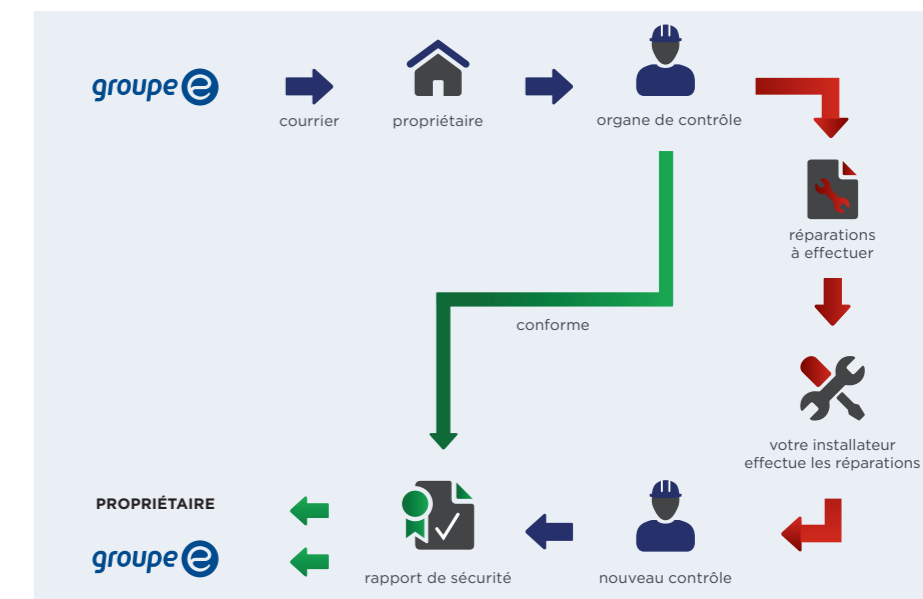 groupe e
courrier
propriétaire
organe de contrôle
réparations
à effectuer
conforme
votre installateur
effectue les réparations
PROPRIÉTAIRE
groupe e
rapport de sécurité
nouveau contrôle